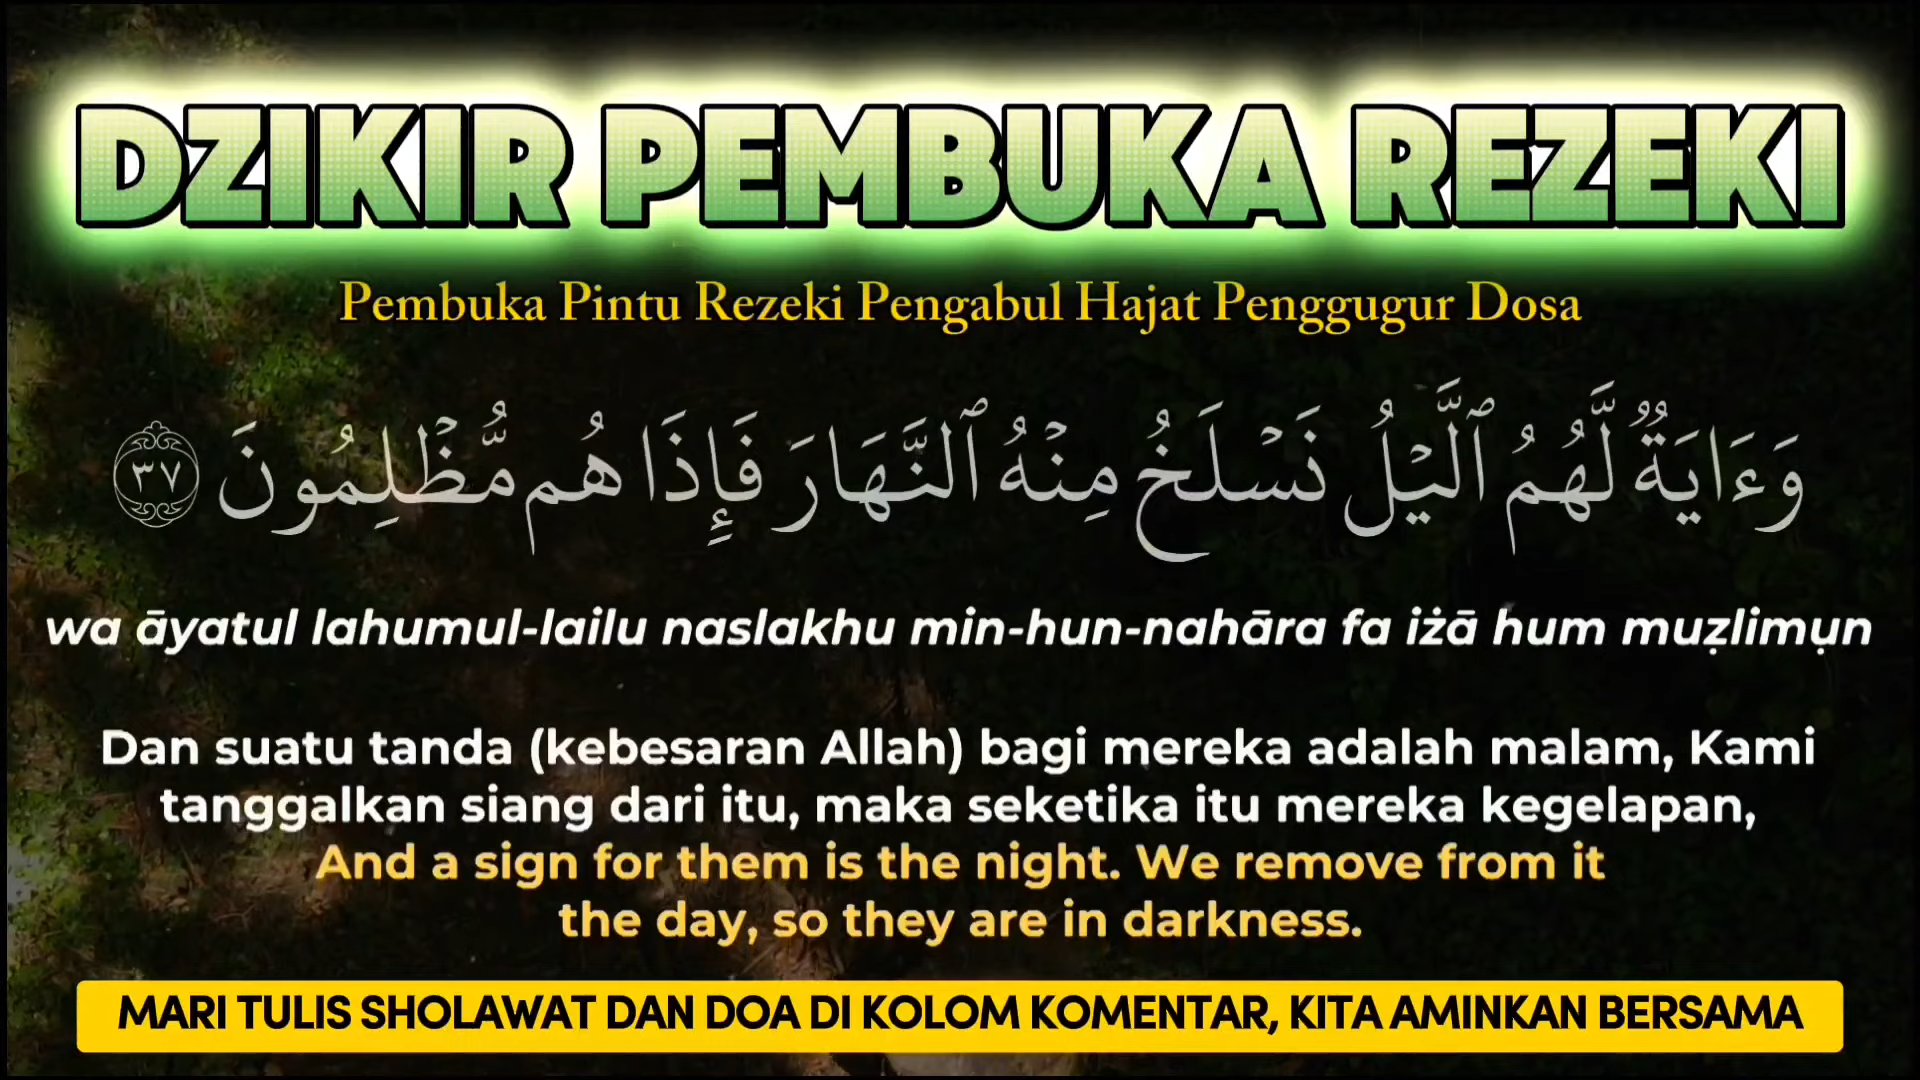 DZIKIR PEMBUKA REZEKI
Pembuka Pintu Rezeki Pengabul Hajat Penggugur Dosa
وَءَايَةٌ لَّهُمُ ٱلَّيْلُ نَسْلَخُ مِنْهُ ٱلنَّهَارَ فَإِذَا هُم مُّظْلِمُونَ ٣٧
wa āyatul lahumul-lailu naslakhu min-hun-nahāra fa iżā hum muẓlimụn
Dan suatu tanda (kebesaran Allah) bagi mereka adalah malam, Kami
tanggalkan siang dari itu, maka seketika itu mereka kegelapan,
And a sign for them is the night. We remove from it
the day, so they are in darkness.
MARI TULIS SHOLAWAT DAN DOA DI KOLOM KOMENTAR, KITA AMINKAN BERSAMA